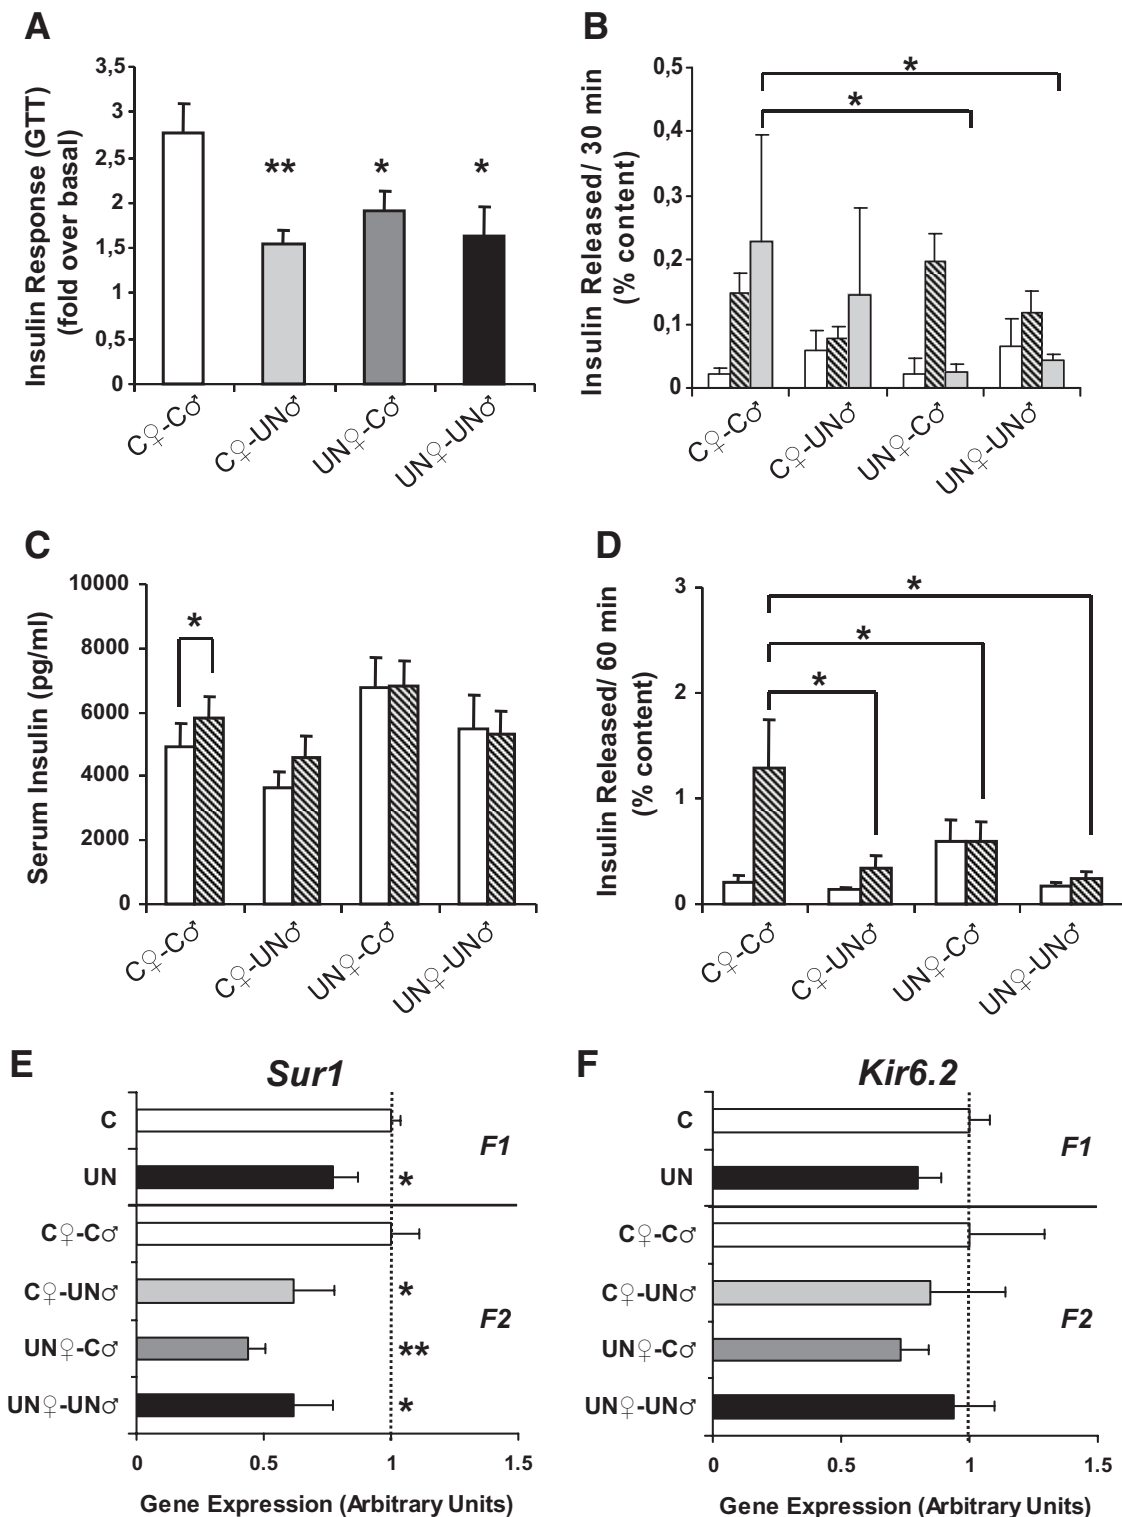 A
Insulin Response (GTT)
(fold over basal)
3,5
3
2,5
2
1,5
1
0,5
0
**
*
*
C♀-C♂
C♀-UN♂
UN♀-C♂
UN♀-UN♂
B
Insulin Released/ 30 min
(% content)
0,5
0,4
0,3
0,2
0,1
0
*
*
C♀-C♂
C♀-UN♂
UN♀-C♂
UN♀-UN♂
C
Serum Insulin (pg/ml)
10000
8000
6000
4000
2000
0
*
C♀-C♂
C♀-UN♂
UN♀-C♂
UN♀-UN♂
D
Insulin Released/ 60 min
(% content)
3
2
1
0
*
*
*
C♀-C♂
C♀-UN♂
UN♀-C♂
UN♀-UN♂
E
Sur1
C
F1
UN
*
C♀-C♂
C♀-UN♂
*
F2
UN♀-C♂
**
UN♀-UN♂
*
0 0.5 1 1.5
Gene Expression (Arbitrary Units)
F
Kir6.2
C
F1
UN
C♀-C♂
C♀-UN♂
F2
UN♀-C♂
UN♀-UN♂
0 0.5 1 1.5
Gene Expression (Arbitrary Units)